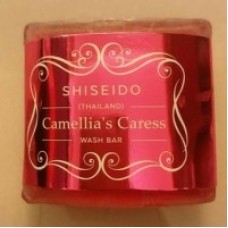 SHISEIDO
(THAILAND)
Camellia's Caress
WASH BAR